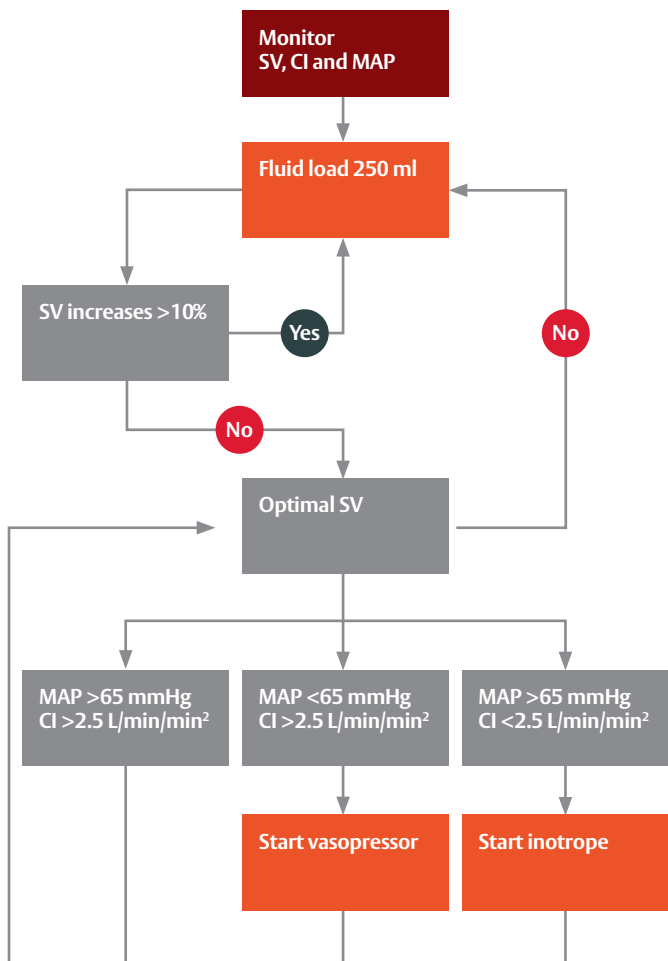 Monitor
SV, CI and MAP
Fluid load 250 ml
SV increases >10%
Yes
No
No
Optimal SV
MAP >65 mmHg
CI >2.5 L/min/min²
MAP <65 mmHg
CI >2.5 L/min/min²
MAP >65 mmHg
CI <2.5 L/min/min²
Start vasopressor
Start inotrope